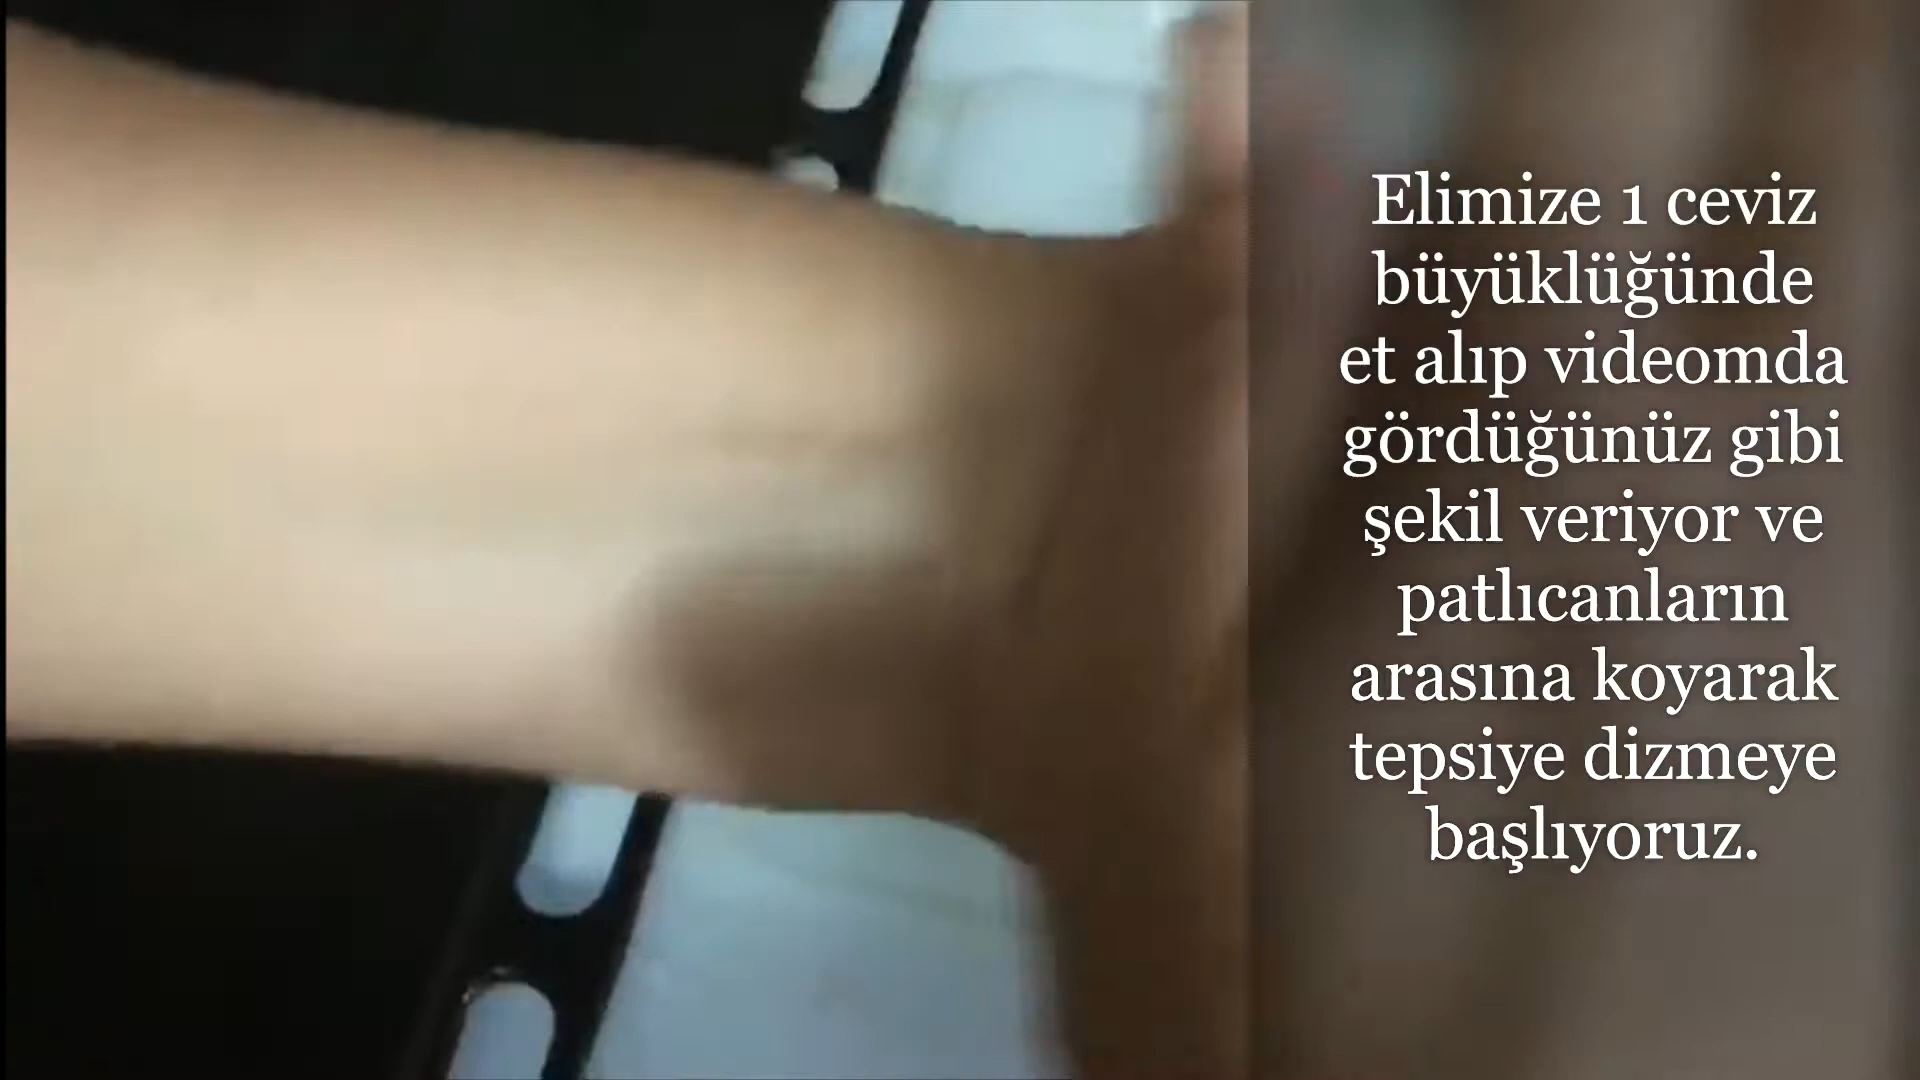 Elimize 1 ceviz
büyüklüğünde
et alıp videomda
gördüğünüz gibi
şekil veriyor ve
patlıcanların
arasına koyarak
tepsiye dizmeye
başlıyoruz.